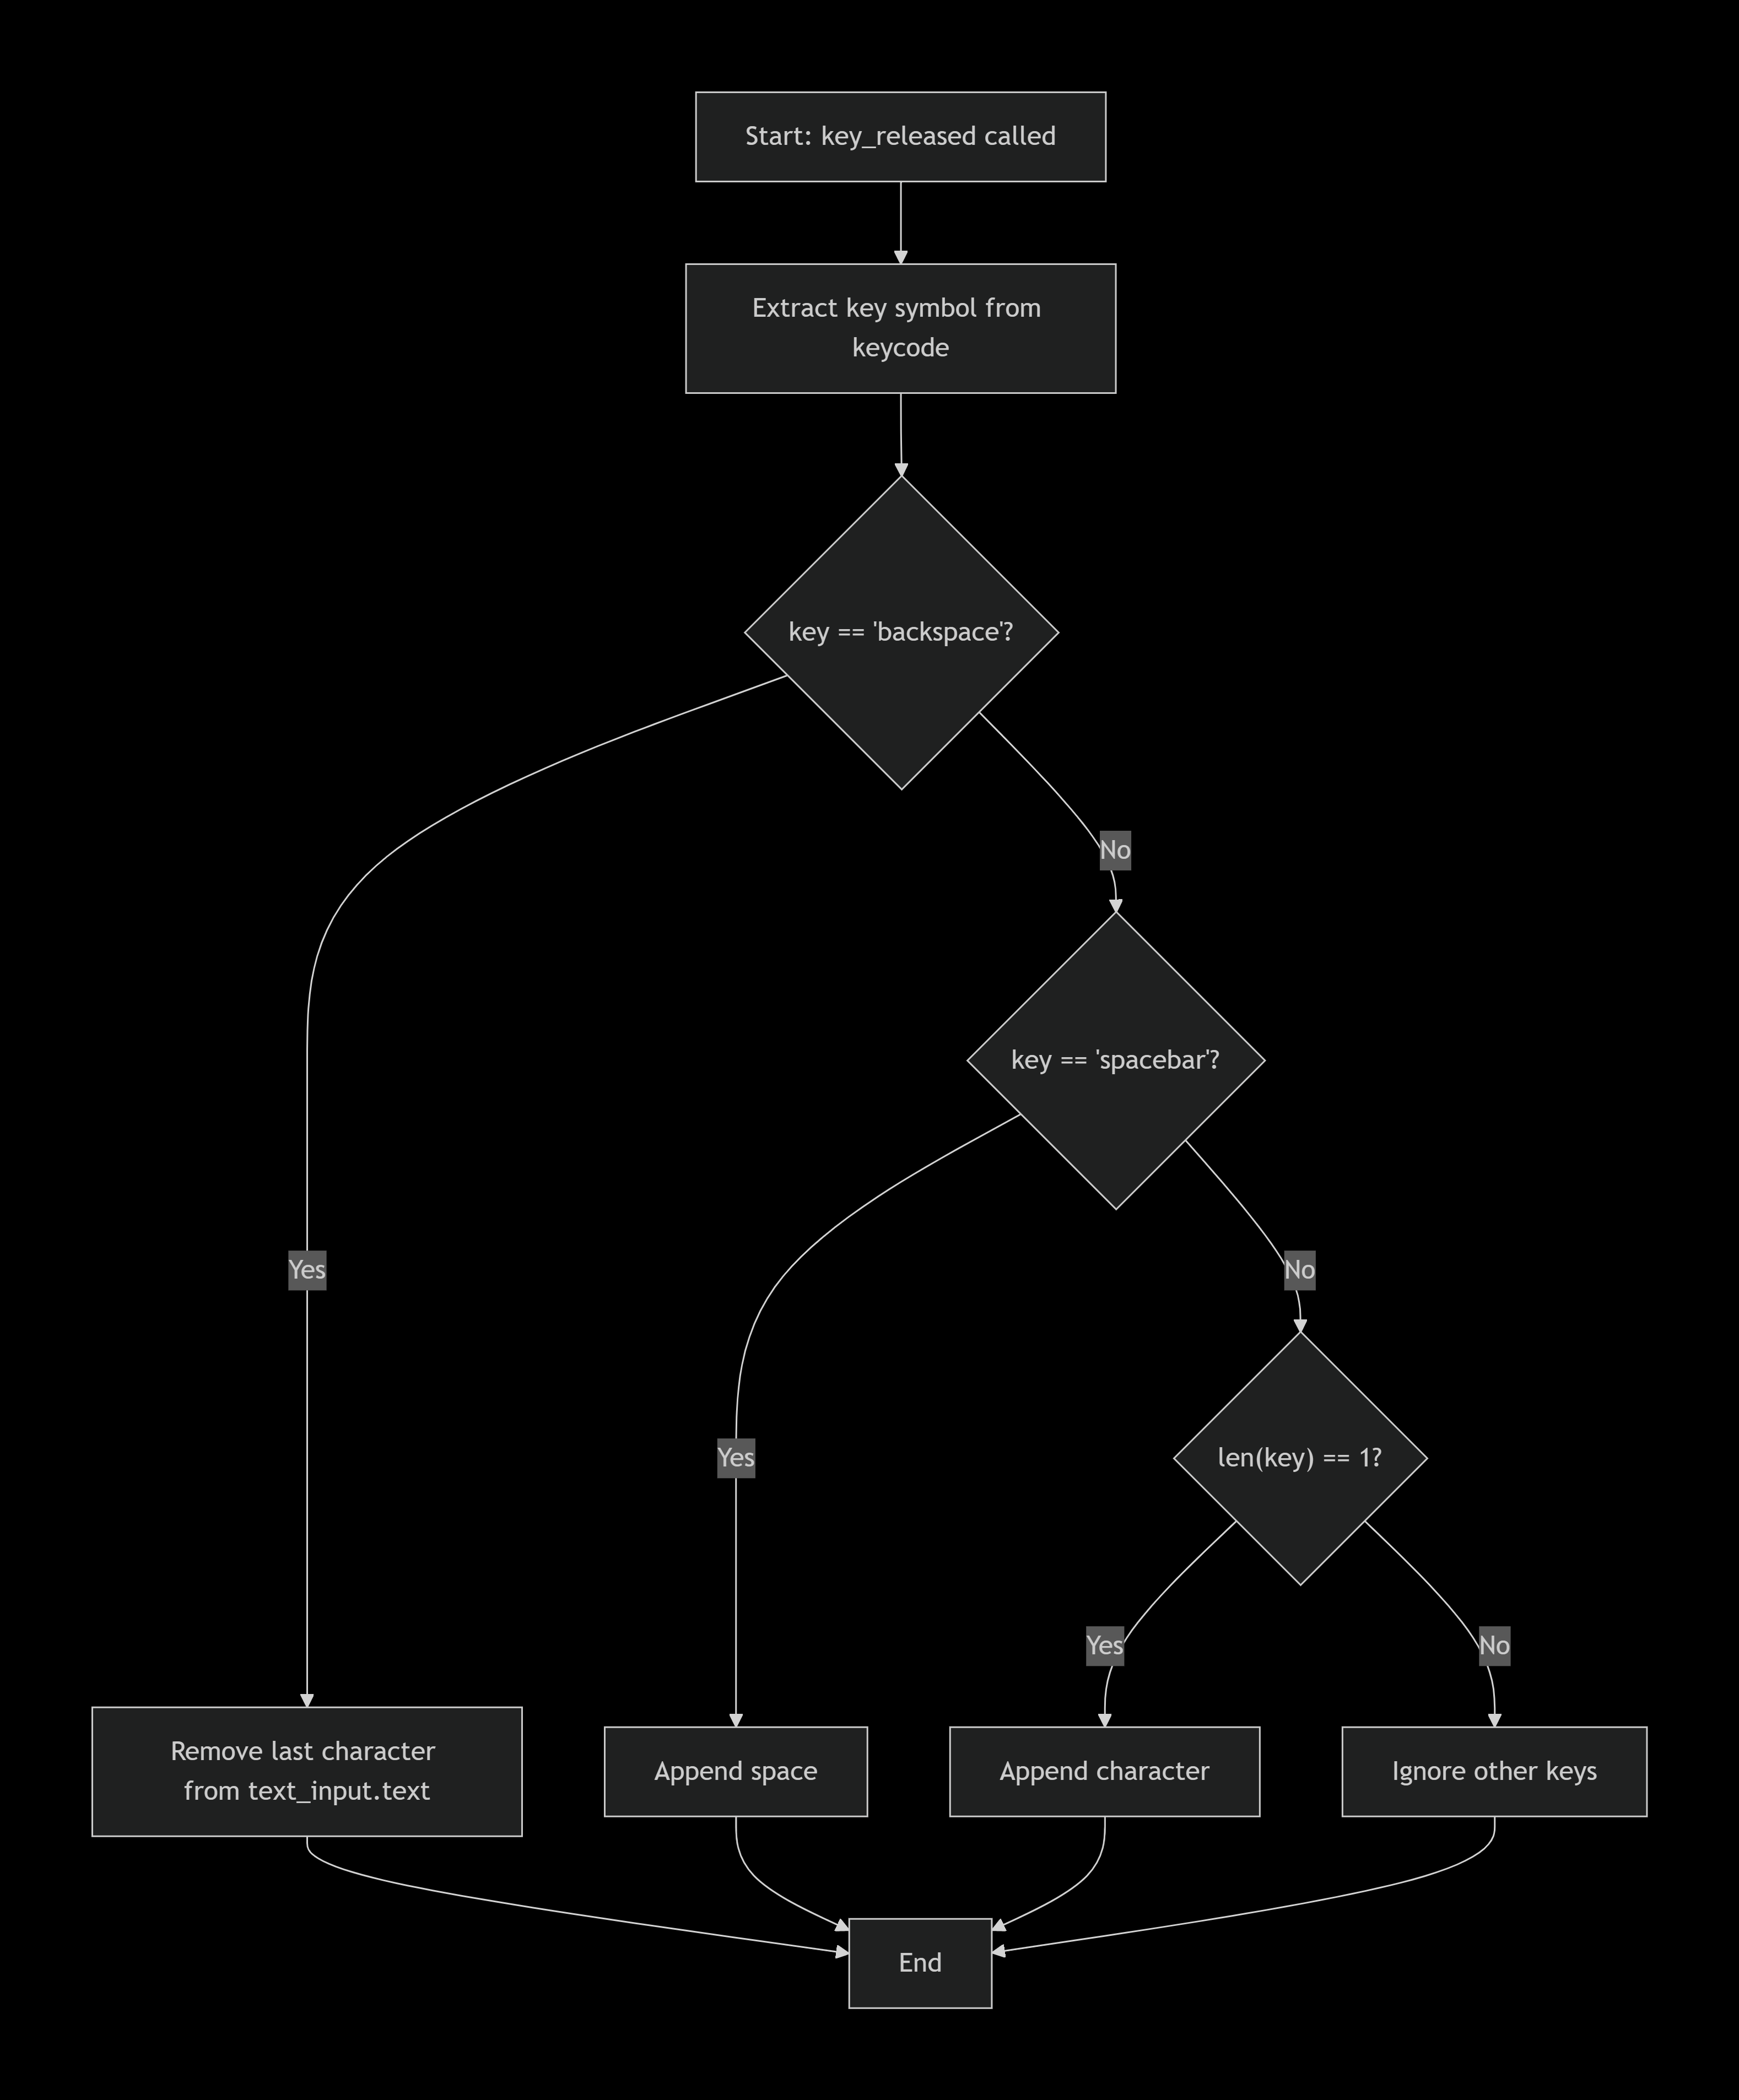 Start: key_released called
Extract key symbol from
keycode
key == 'backspace'?
No
key == 'spacebar'?
Yes
No
Yes
len(key) == 1?
Yes
No
Remove last character
from text_input.text
Append space
Append character
Ignore other keys
End